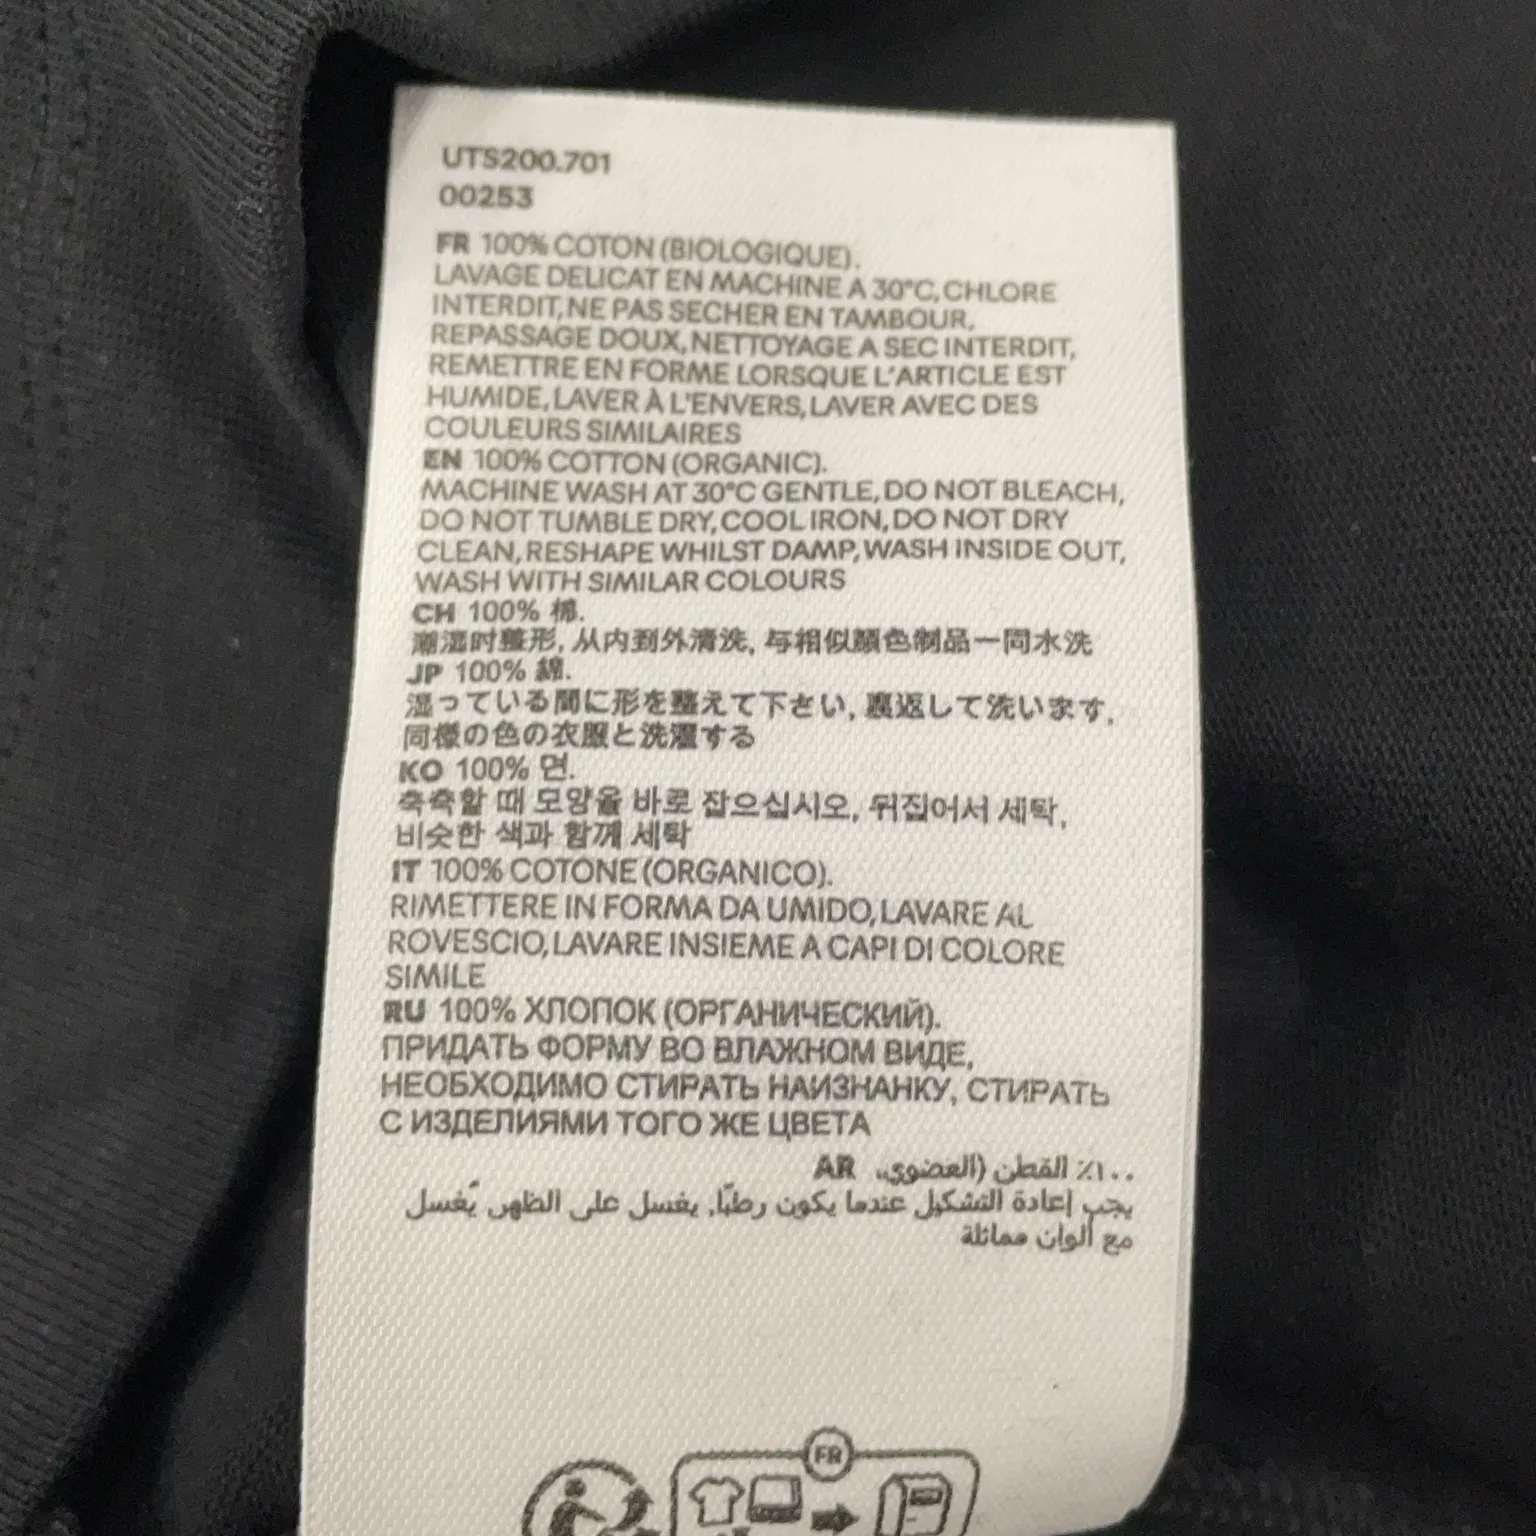 UTS200.701
00253
FR 100% COTON (BIOLOGIQUE).
LAVAGE DELICAT EN MACHINE A 30°C, CHLORE
INTERDIT, NE PAS SECHER EN TAMBOUR,
REPASSAGE DOUX, NETTOYAGE A SEC INTERDIT,
REMETTRE EN FORME LORSQUE L'ARTICLE EST
HUMIDE, LAVER À L'ENVERS, LAVER AVEC DES
COULEURS SIMILAIRES
EN 100% COTTON (ORGANIC).
MACHINE WASH AT 30°C GENTLE, DO NOT BLEACH,
DO NOT TUMBLE DRY, COOL IRON, DO NOT DRY
CLEAN, RESHAPE WHILST DAMP, WASH INSIDE OUT,
WASH WITH SIMILAR COLOURS
CH 100% 棉.
潮湿时整形, 从内到外清洗, 与相似颜色制品一同水洗
JP 100% 綿.
湿っている間に形を整えて下さい, 裏返して洗います,
同様の色の衣服と洗濯する
KO 100% 면.
축축할 때 모양을 바로 잡으십시오, 뒤집어서 세탁,
비슷한 색과 함께 세탁
IT 100% COTONE (ORGANICO).
RIMETTERE IN FORMA DA UMIDO, LAVARE AL
ROVESCIO, LAVARE INSIEME A CAPI DI COLORE
SIMILE
RU 100% ХЛОПОК (ОРГАНИЧЕСКИЙ).
ПРИДАТЬ ФОРМУ ВО ВЛАЖНОМ ВИДЕ,
НЕОБХОДИМО СТИРАТЬ НАИЗНАНКУ, СТИРАТЬ
С ИЗДЕЛИЯМИ ТОГО ЖЕ ЦВЕТА
AR ١٠٠٪ القطن (العضوي.
يجب إعادة التشكيل عندما يكون رطبًا, يغسل على الظهر, يُغسل
مع ألوان مماثلة
FR